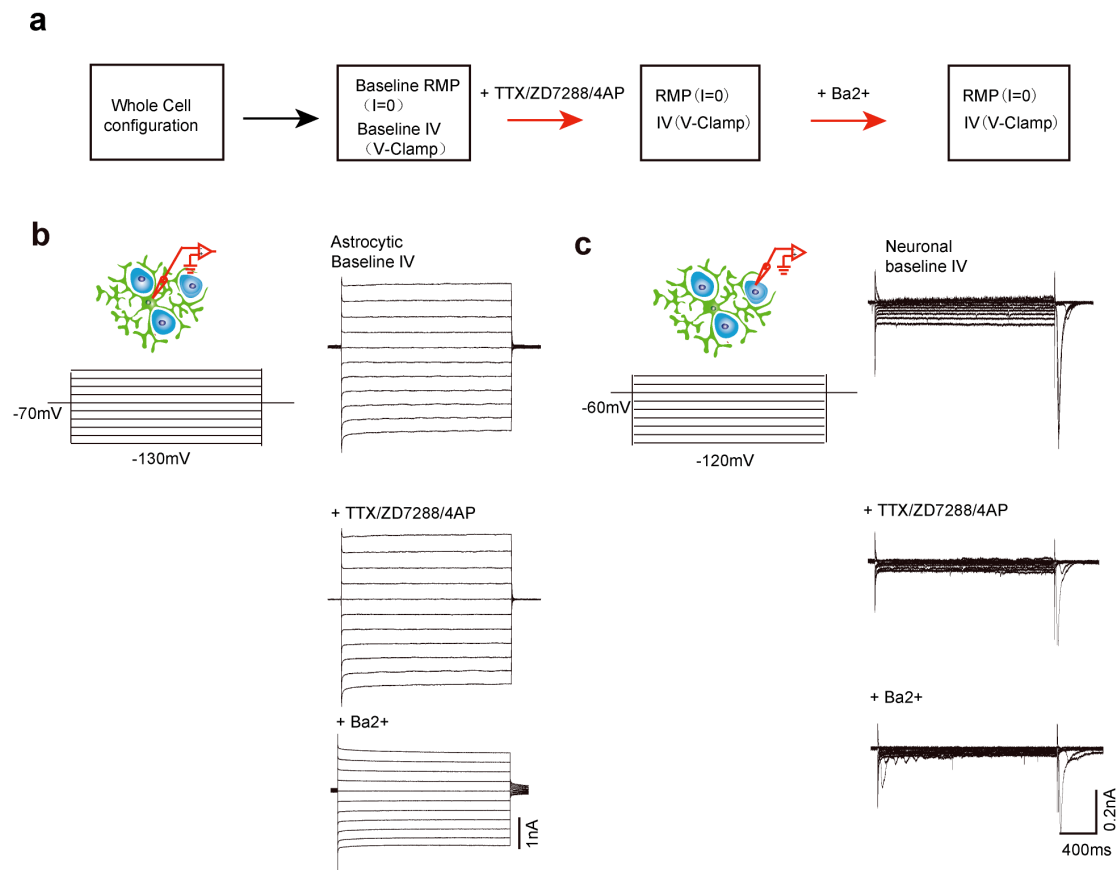 a
Whole Cell
configuration
Baseline RMP
（I=0）
Baseline IV
（V-Clamp）
+ TTX/ZD7288/4AP
RMP（I=0）
IV（V-Clamp）
+ Ba2+
RMP（I=0）
IV（V-Clamp）
b
Astrocytic
Baseline IV
-70mV
-130mV
+ TTX/ZD7288/4AP
+ Ba2+
1nA
c
Neuronal
baseline IV
-60mV
-120mV
+ TTX/ZD7288/4AP
+ Ba2+
0.2nA
400ms